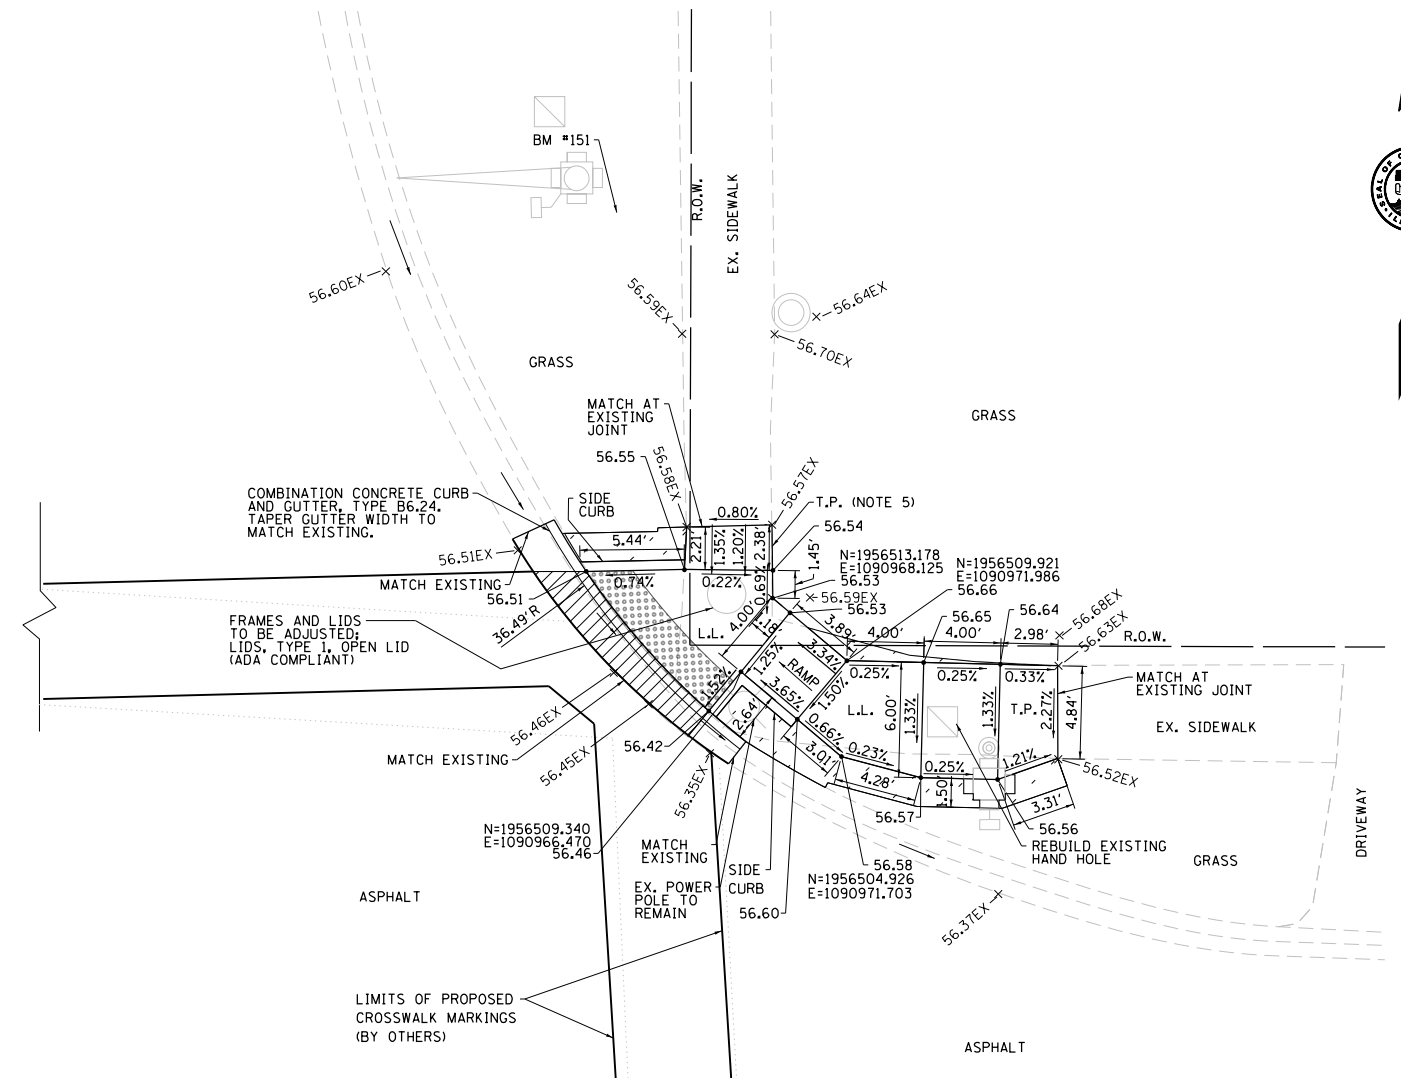 BM #151
R.O.W.
EX. SIDEWALK
56.60EX
56.59EX
56.64EX
56.70EX
GRASS
GRASS
MATCH AT
EXISTING
JOINT
56.55
56.58EX
56.57EX
COMBINATION CONCRETE CURB
AND GUTTER, TYPE B6.24.
TAPER GUTTER WIDTH TO
MATCH EXISTING.
SIDE
CURB
T.P. (NOTE 5)
0.80%
56.54
5.44'
2.21'
1.35%
1.20%
2.38'
1.45'
0.69%
N=1956513.178
E=1090968.125
56.53
N=1956509.921
E=1090971.986
56.66
56.51EX
MATCH EXISTING
0.74%
0.22%
56.51
36.49'R
56.59EX
56.53
56.65
56.64
56.68EX
56.63EX
FRAMES AND LIDS
TO BE ADJUSTED;
LIDS, TYPE 1, OPEN LID
(ADA COMPLIANT)
4.00'
L.L.
1.18'
1.25%
3.89'
3.34%
4.00'
4.00'
2.98'
R.O.W.
RAMP
0.25%
0.25%
0.33%
3.65%
1.50%
L.L.
6.00'
1.33%
1.33%
T.P.
2.27%
4.84'
MATCH AT
EXISTING JOINT
EX. SIDEWALK
56.46EX
2.64'
0.66%
3.01'
0.23%
0.25%
1.21%
56.52EX
56.42
MATCH EXISTING
56.45EX
56.35EX
4.28'
1.50'
3.31'
56.57
56.56
REBUILD EXISTING
HAND HOLE
GRASS
DRIVEWAY
N=1956509.340
E=1090966.470
56.46
MATCH
EXISTING
SIDE
CURB
56.58
N=1956504.926
E=1090971.703
EX. POWER
POLE TO
REMAIN
56.60
56.37EX
ASPHALT
LIMITS OF PROPOSED
CROSSWALK MARKINGS
(BY OTHERS)
ASPHALT
SEAL OF